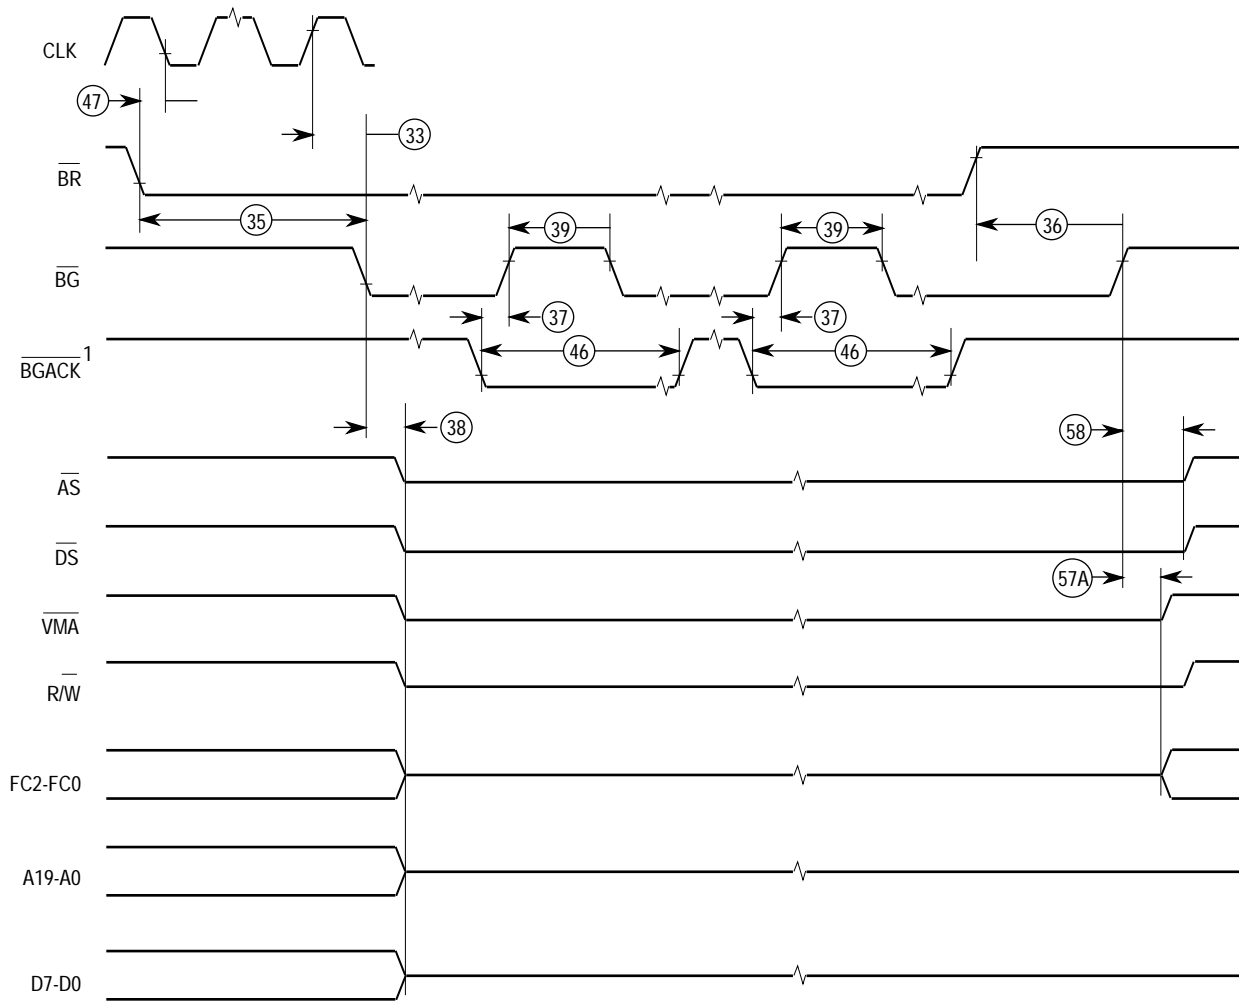 CLK
47
33
BR
35
39
39
36
BG
37
37
BGACK1
46
46
38
58
AS
DS
57A
VMA
R/W
FC2-FC0
A19-A0
D7-D0